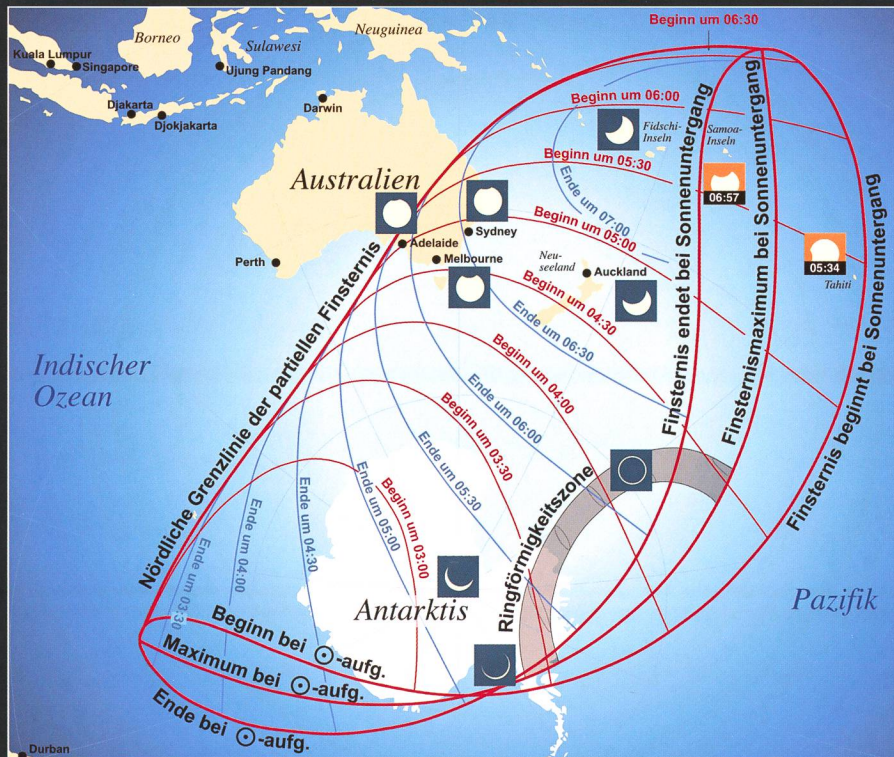 Beginn um 06:30
Borneo
Sulawesi
Neuguinea
Kuala Lumpur
Singapore
Ujung Pandang
Djakarta
Djokjakarta
Darwin
Beginn um 06:00
Fidschi-
Inseln
Samoa-
Inseln
Beginn um 05:30
Ende um 07:00
06:57
Australien
Beginn um 05:00
Sydney
Adelaide
Melbourne
Perth
Neu-
seeland
Auckland
05:34
Tahiti
Beginn um 04:30
Ende um 06:30
Nördliche Grenzlinie der partiellen Finsternis
Finsternis endet bei Sonnenuntergang
Finsternismaximum bei Sonnenuntergang
Finsternis beginnt bei Sonnenuntergang
Indischer
Ozean
Beginn um 04:00
Ende um 06:00
Beginn um 03:30
Ende um 05:30
Ende um 05:00
Beginn um 03:00
Ende um 04:30
Ende um 04:00
Ende um 03:30
Ringförmigkeitszone
Antarktis
Pazifik
Beginn bei ☉-aufg.
Maximum bei ☉-aufg.
Ende bei ☉-aufg.
Durban